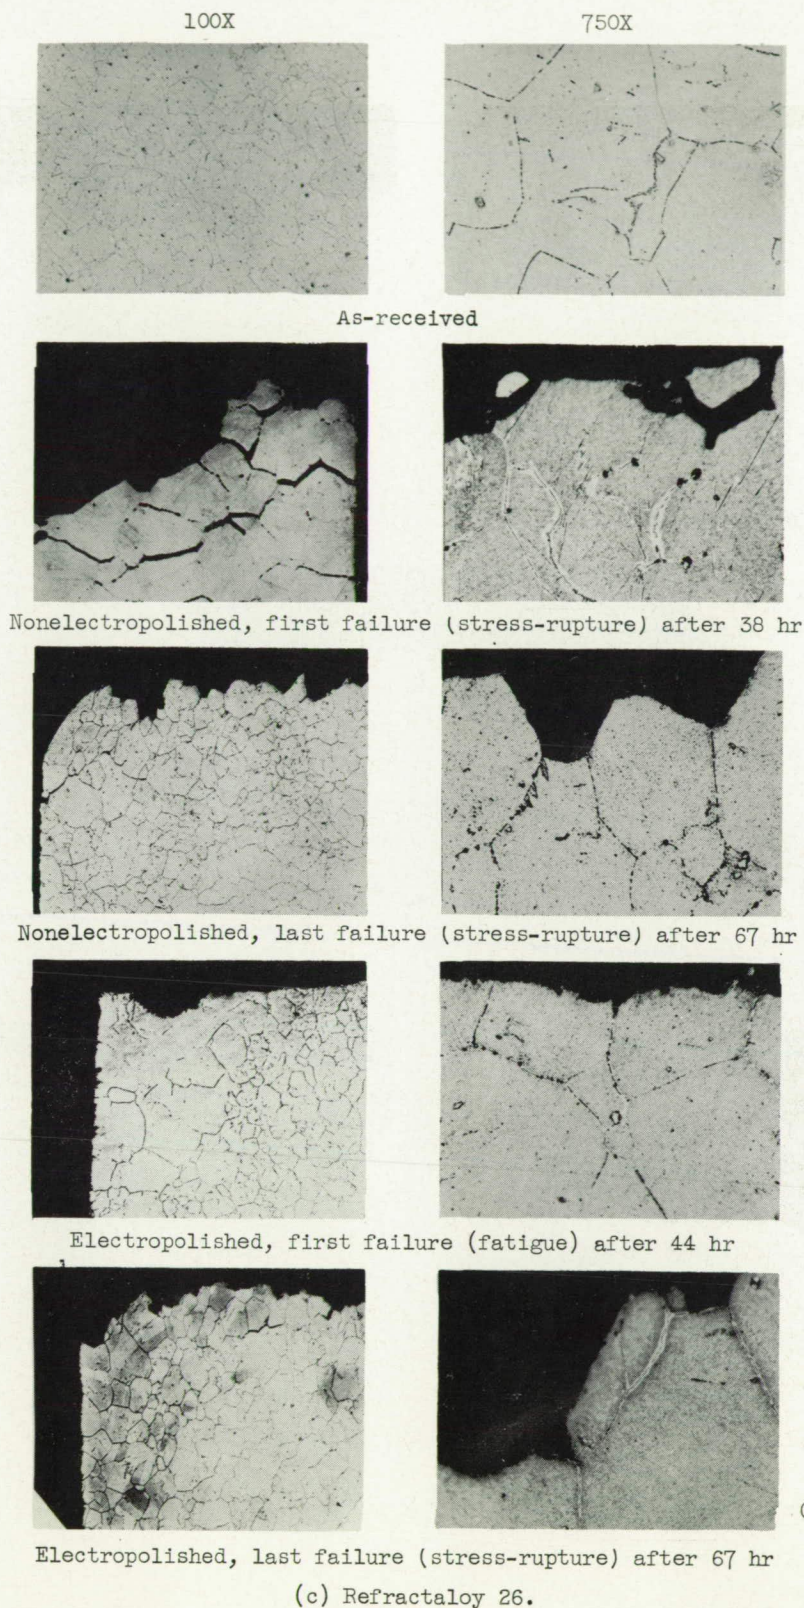 100X 750X
As-received
Nonelectropolished, first failure (stress-rupture) after 38 hr
Nonelectropolished, last failure (stress-rupture) after 67 hr
Electropolished, first failure (fatigue) after 44 hr
Electropolished, last failure (stress-rupture) after 67 hr
(c) Refractaloy 26.